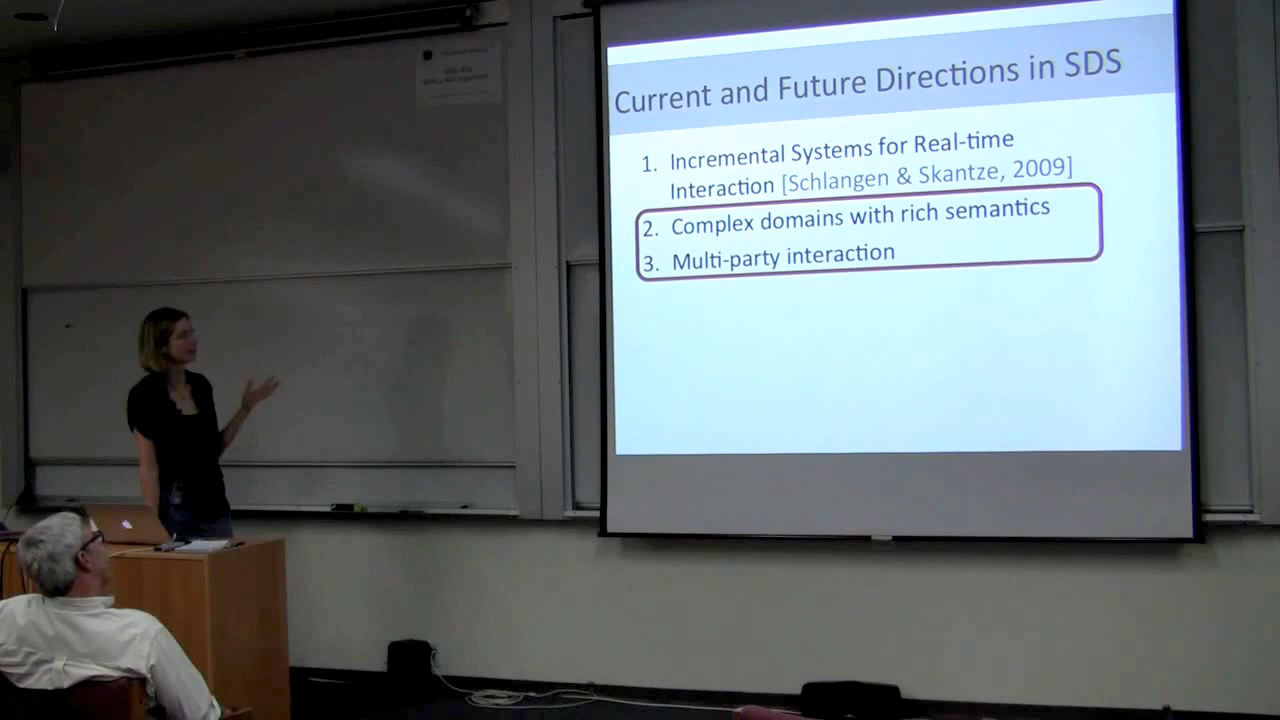 Current and Future Directions in SDS
1. Incremental Systems for Real-time
Interaction [Schlangen & Skantze, 2009]
2. Complex domains with rich semantics
3. Multi-party interaction